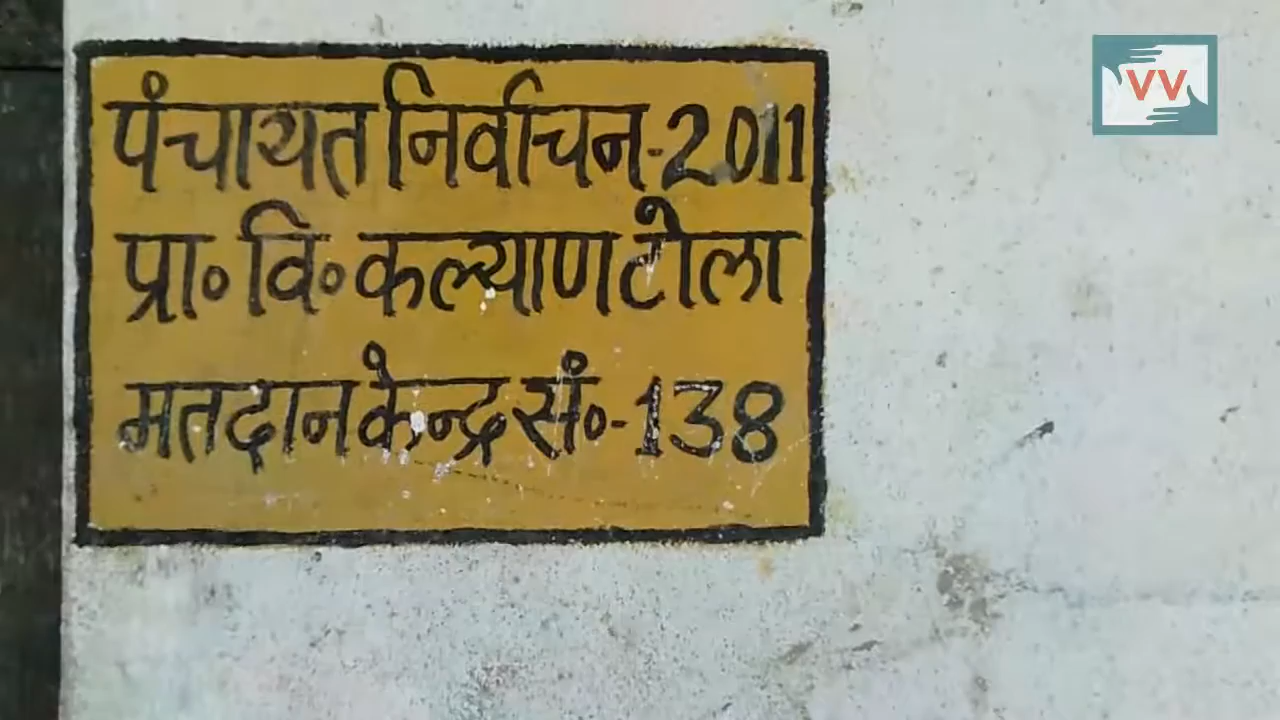 पंचायत निर्वाचन-2011
प्रा॰ वि॰ कल्याण टोला
मतदान केन्द्र सं॰-138
VV